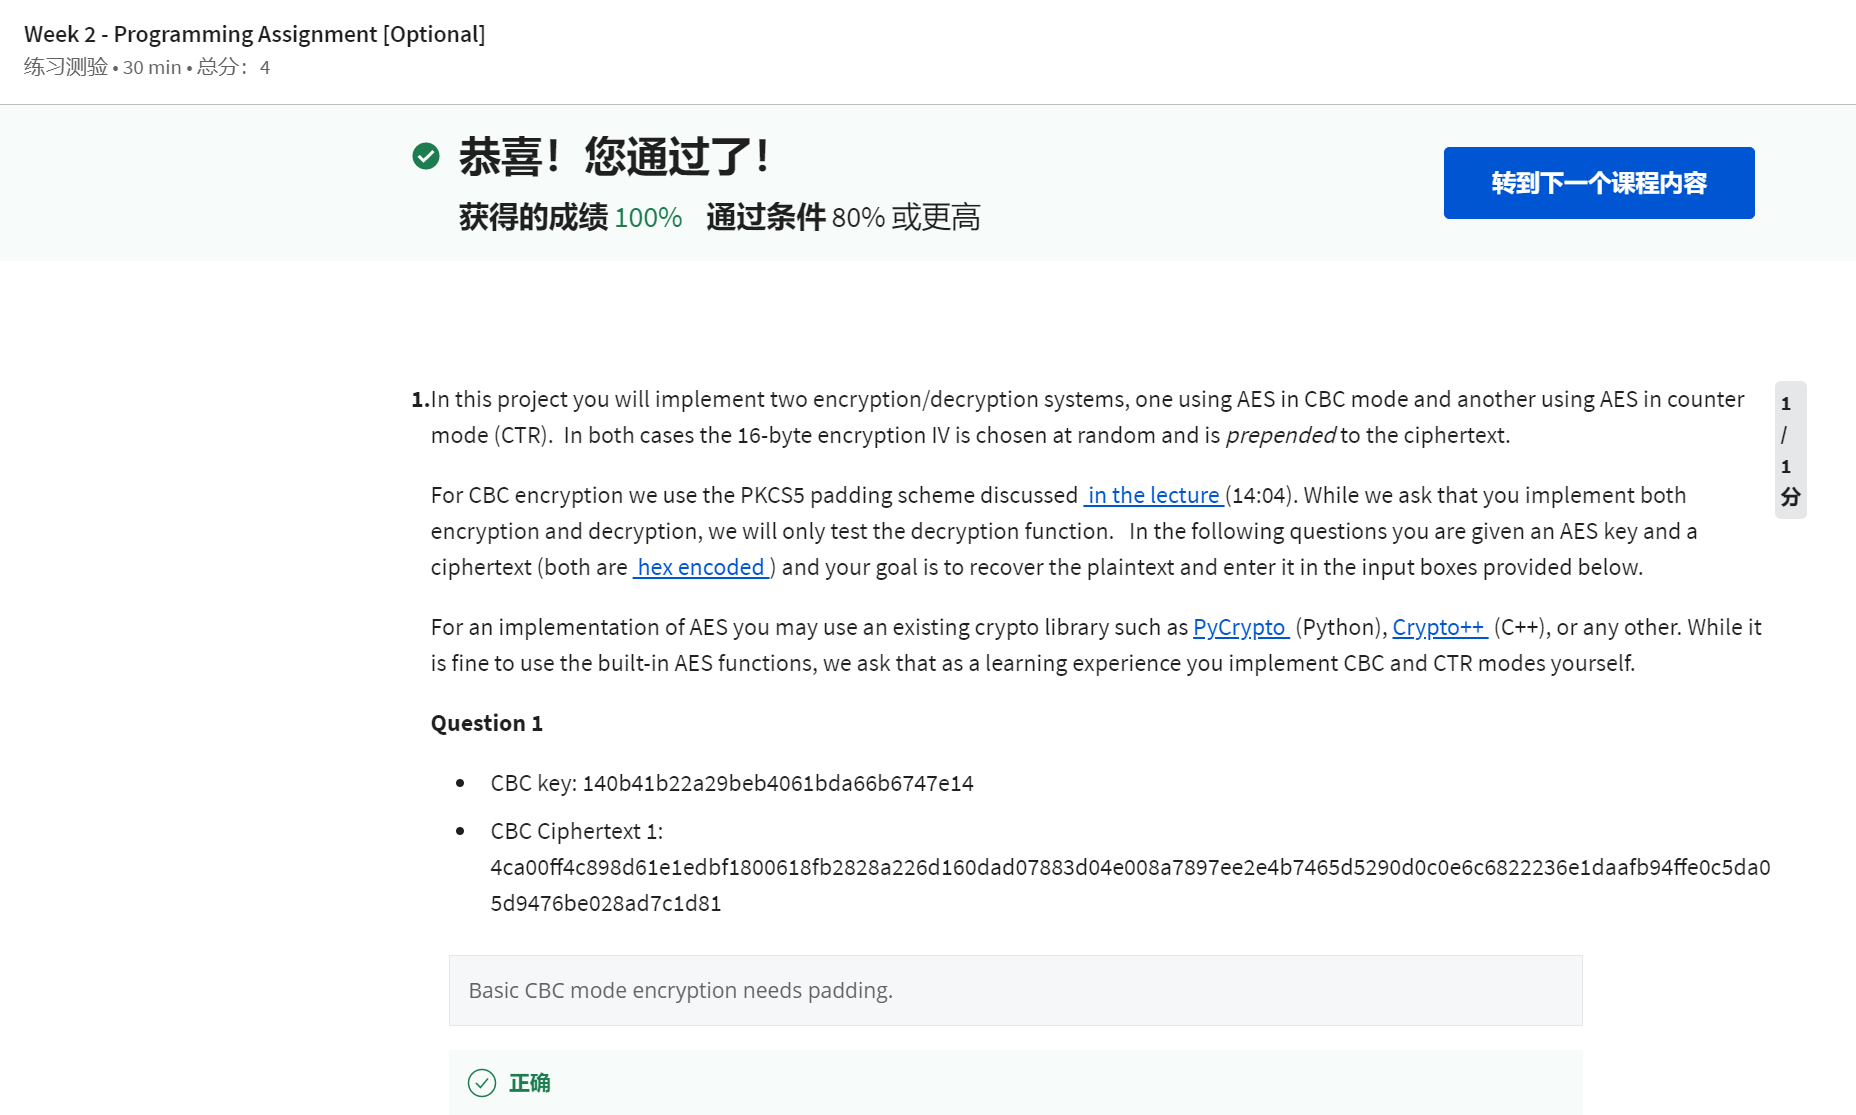 Week 2 - Programming Assignment [Optional]
练习测验 • 30 min • 总分：4
恭喜！您通过了！
获得的成绩 100% 通过条件 80% 或更高
转到下一个课程内容
1. In this project you will implement two encryption/decryption systems, one using AES in CBC mode and another using AES in counter
mode (CTR). In both cases the 16-byte encryption IV is chosen at random and is prepended to the ciphertext.
1
/
1
分
For CBC encryption we use the PKCS5 padding scheme discussed in the lecture (14:04). While we ask that you implement both
encryption and decryption, we will only test the decryption function. In the following questions you are given an AES key and a
ciphertext (both are hex encoded ) and your goal is to recover the plaintext and enter it in the input boxes provided below.
For an implementation of AES you may use an existing crypto library such as PyCrypto (Python), Crypto++ (C++), or any other. While it
is fine to use the built-in AES functions, we ask that as a learning experience you implement CBC and CTR modes yourself.
Question 1
• CBC key: 140b41b22a29beb4061bda66b6747e14
• CBC Ciphertext 1:
4ca00ff4c898d61e1edbf1800618fb2828a226d160dad07883d04e008a7897ee2e4b7465d5290d0c0e6c6822236e1daafb94ffe0c5da0
5d9476be028ad7c1d81
Basic CBC mode encryption needs padding.
正确